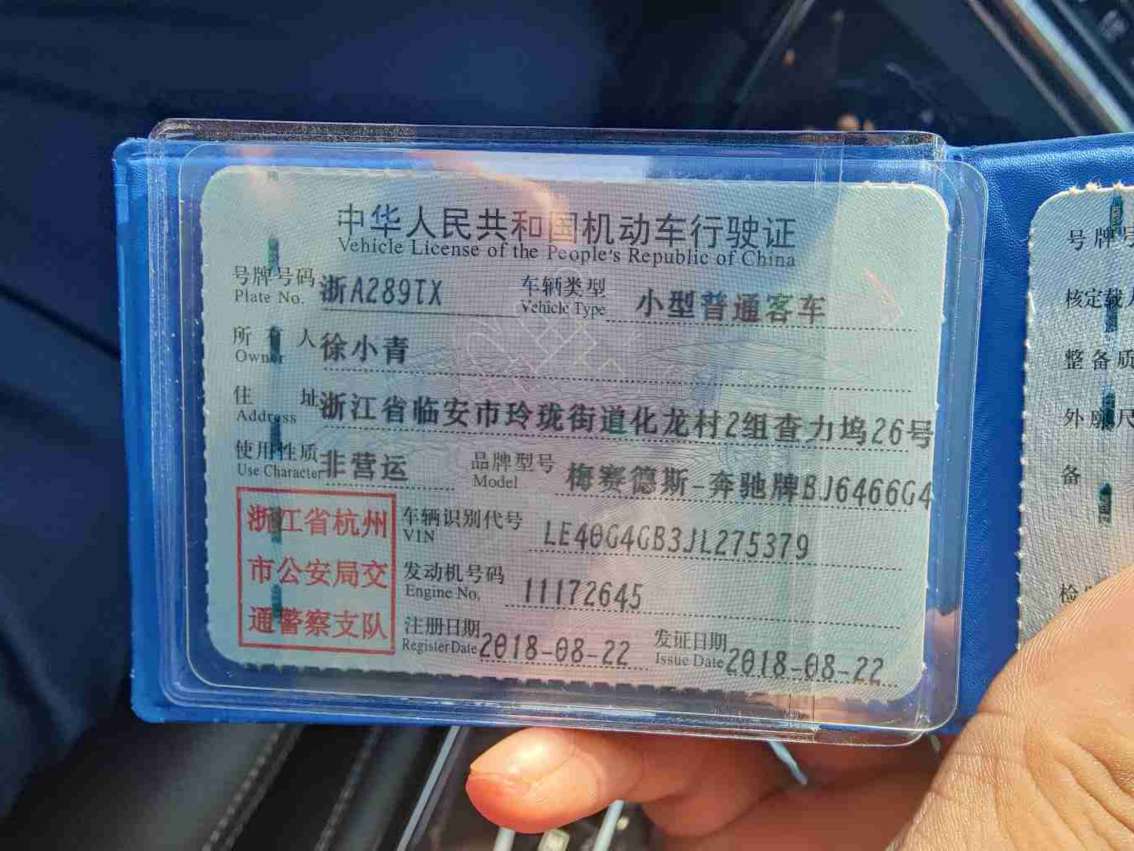 中华人民共和国机动车行驶证
Vehicle License of the People's Republic of China
号牌号码 浙A289TX 车辆类型 小型普通客车
Plate No. Vehicle Type
所有人 徐小青
Owner
住址 浙江省临安市玲珑街道化龙村2组查力坞26号
Address
使用性质 非营运 品牌型号 梅赛德斯-奔驰牌BJ6466G4
Use Character Model
浙江省杭州
市公安局交
通警察支队
车辆识别代号 LE40G4GB3JL275379
VIN
发动机号码 11172645
Engine No.
注册日期 2018-08-22 发证日期 2018-08-22
Register Date Issue Date
号牌号
核定载人
整备质
外廓尺
备
检